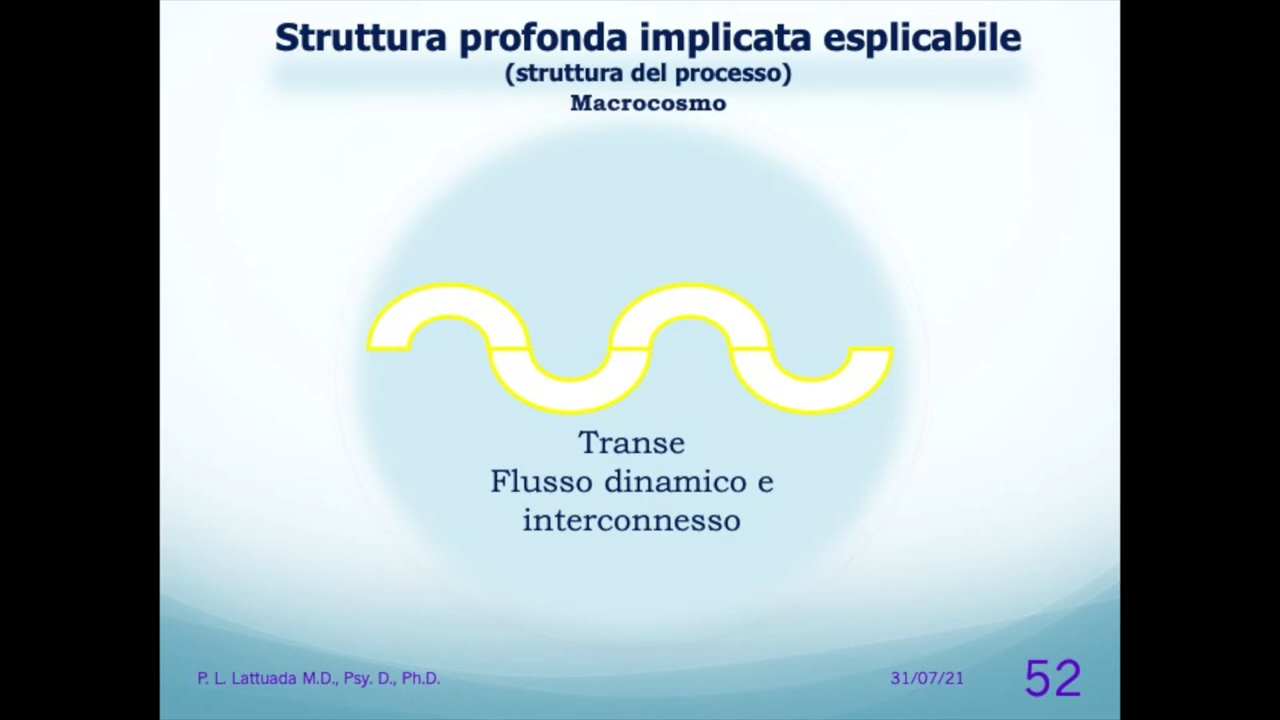 Struttura profonda implicata esplicabile
(struttura del processo)
Macrocosmo
Transe
Flusso dinamico e
interconnesso
P. L. Lattuada M.D., Psy. D., Ph.D.
31/07/21
52